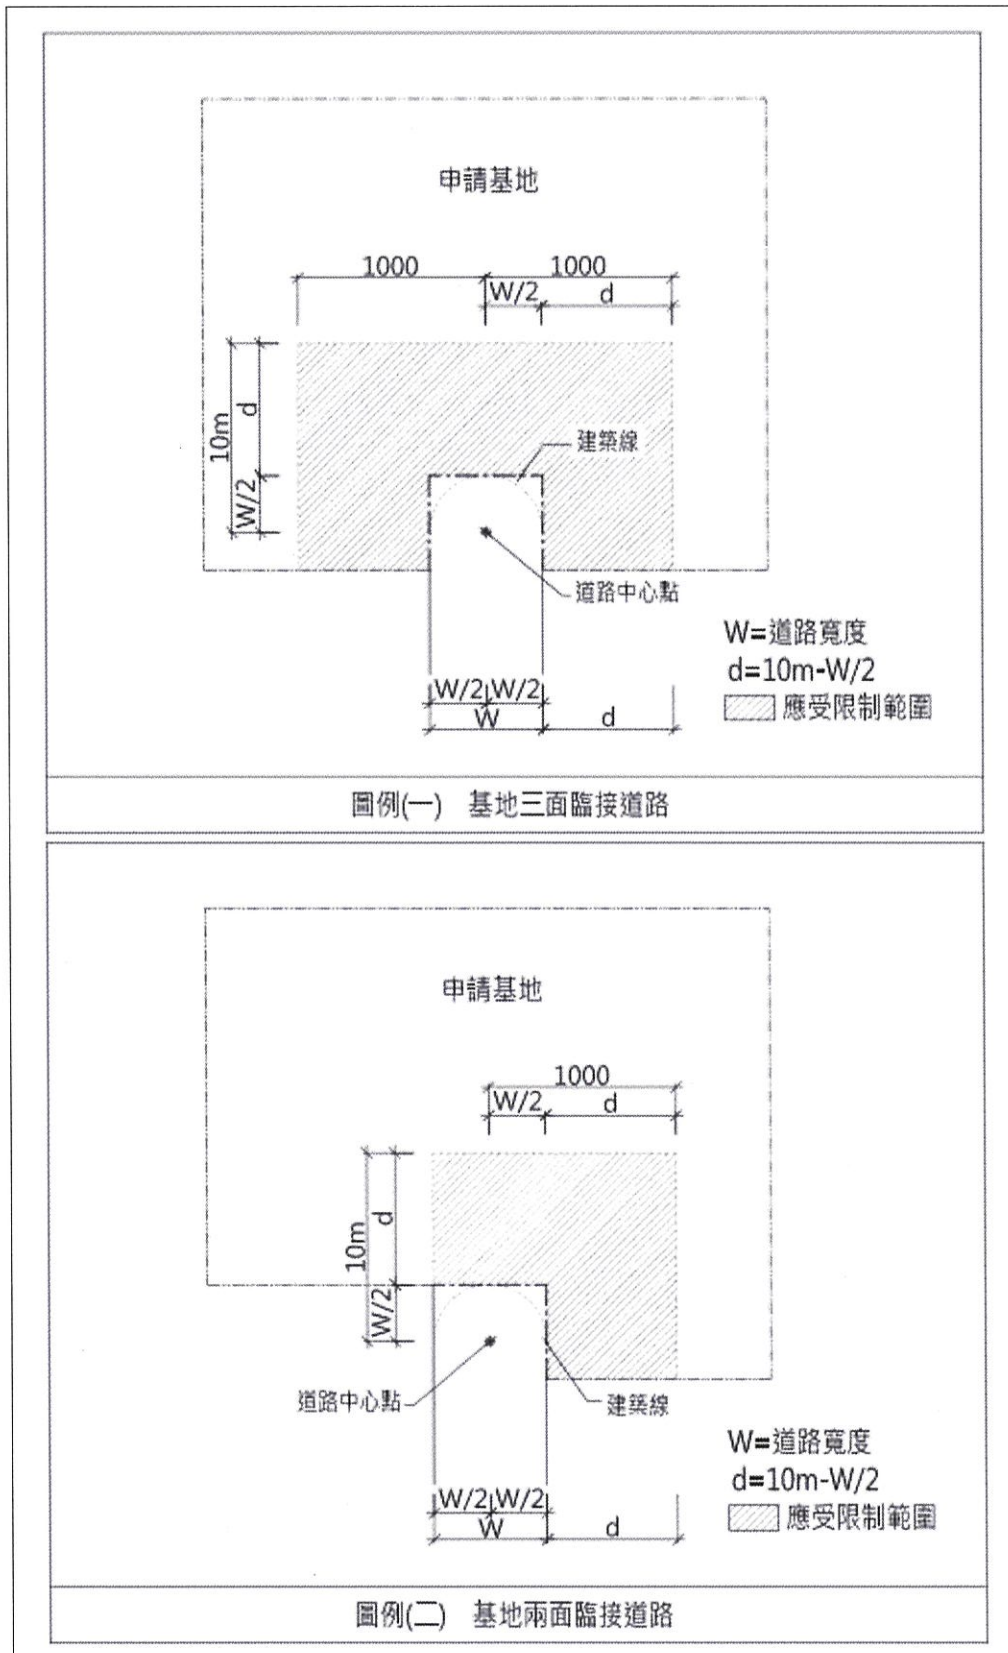 申請基地
1000 1000
W/2 d
10m d W/2
建築線
道路中心點
W=道路寬度
d=10m-W/2
應受限制範圍
W/2 W/2
W d
圖例(一) 基地三面臨接道路
申請基地
1000
W/2 d
10m d W/2
道路中心點 建築線
W=道路寬度
d=10m-W/2
應受限制範圍
W/2 W/2
W d
圖例(二) 基地兩面臨接道路